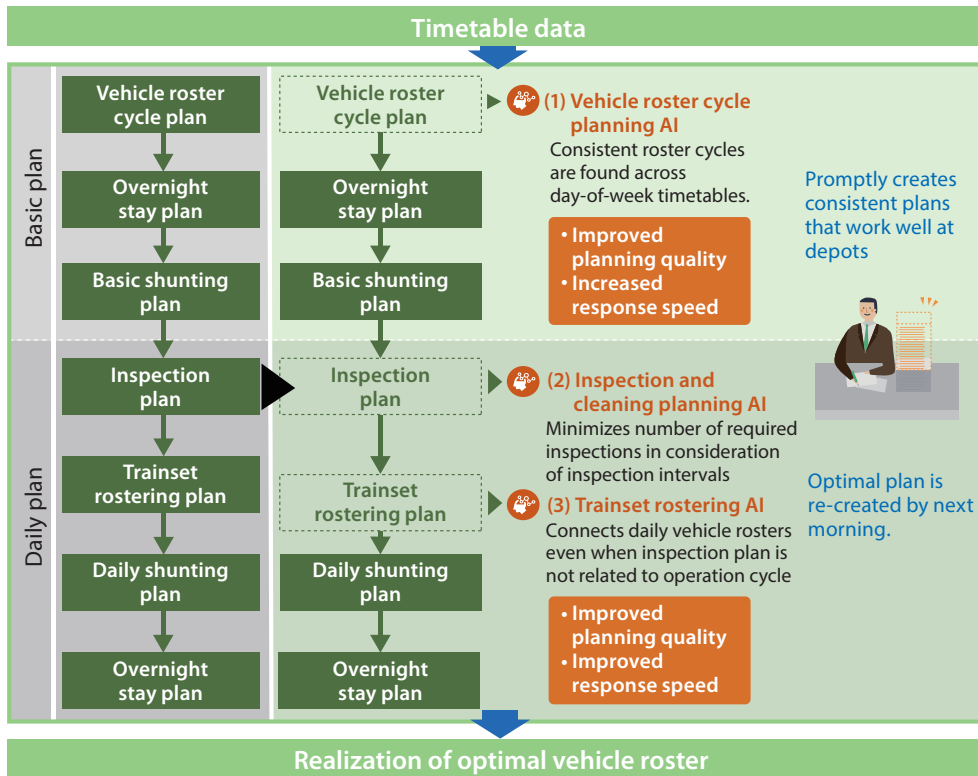 Timetable data
Basic plan
Vehicle roster
cycle plan
Overnight
stay plan
Basic shunting
plan
Vehicle roster
cycle plan
Overnight
stay plan
Basic shunting
plan
(1) Vehicle roster cycle
planning AI
Consistent roster cycles
are found across
day-of-week timetables.
• Improved
planning quality
• Increased
response speed
Promptly creates
consistent plans
that work well at
depots
Daily plan
Inspection
plan
Trainset
rostering plan
Daily shunting
plan
Overnight
stay plan
Inspection
plan
Trainset
rostering plan
Daily shunting
plan
Overnight
stay plan
(2) Inspection and
cleaning planning AI
Minimizes number of required
inspections in consideration
of inspection intervals
(3) Trainset rostering AI
Connects daily vehicle rosters
even when inspection plan is
not related to operation cycle
• Improved
planning quality
• Improved
response speed
Optimal plan is
re-created by next
morning.
Realization of optimal vehicle roster